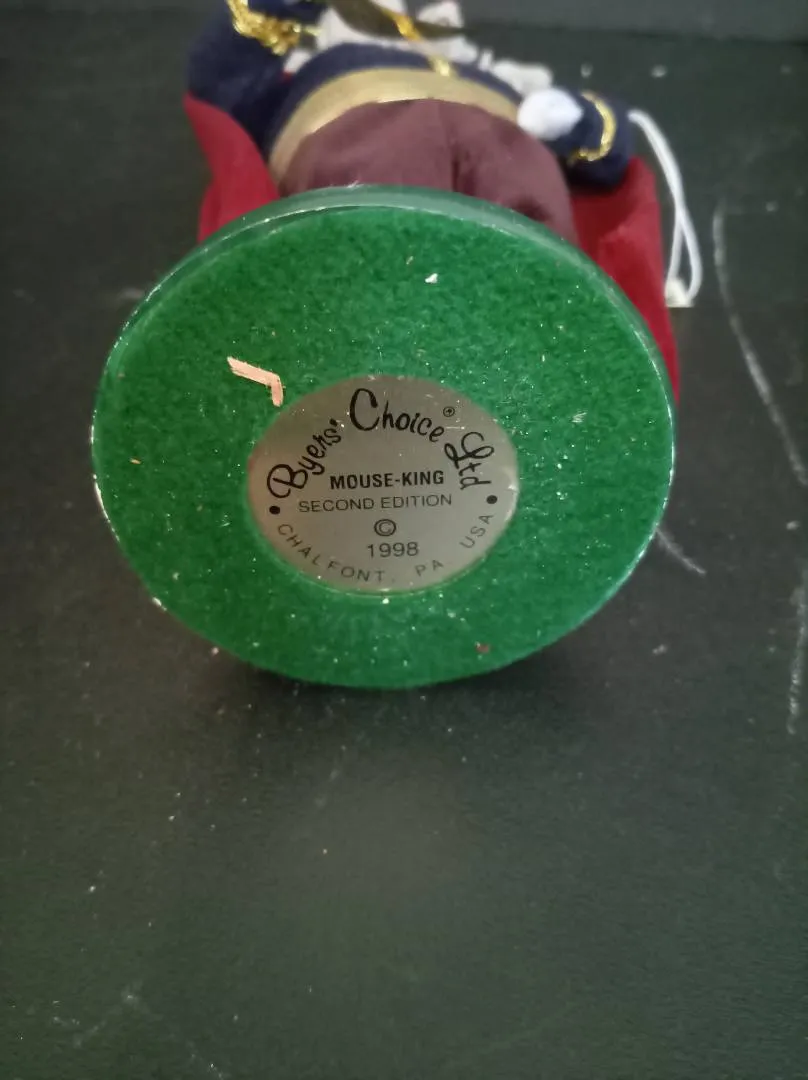 Byers' Choice® Ltd
MOUSE-KING
SECOND EDITION
©
1998
• CHALFONT, PA USA •